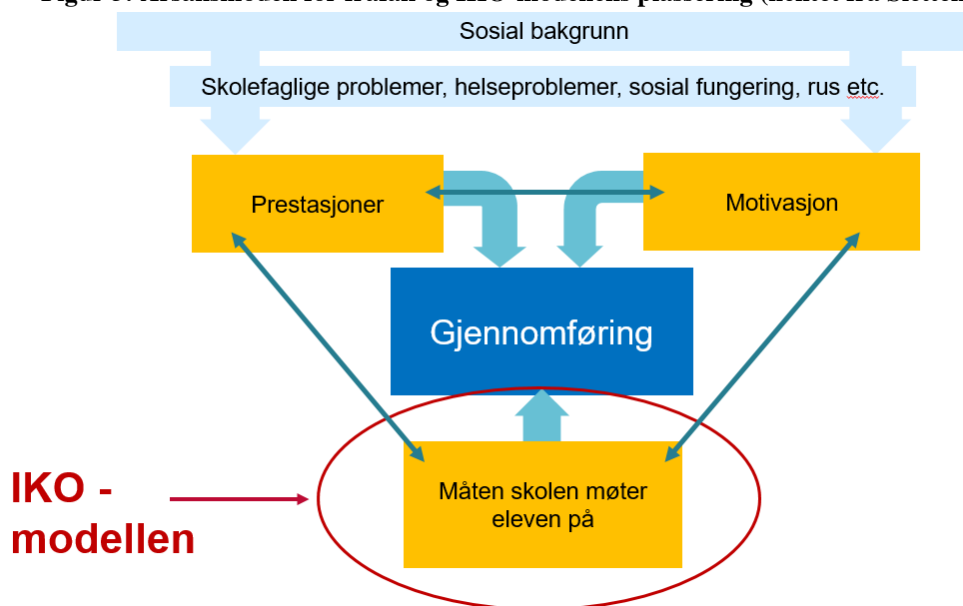 Sosial bakgrunn
Skolefaglige problemer, helseproblemer, sosial fungering, rus etc.
Prestasjoner
Motivasjon
Gjennomføring
Måten skolen møter
eleven på
IKO -
modellen